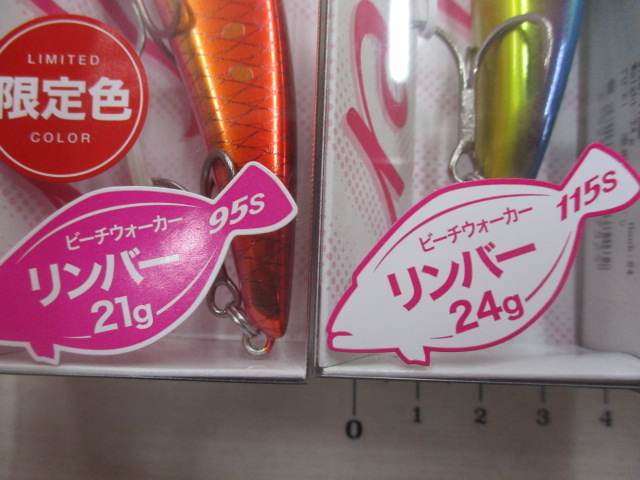 LIMITED
限定色
COLOR
ビーチウォーカー
リンバー
21g
95S
ビーチウォーカー
リンバー
24g
115S
0 1 2 3 4